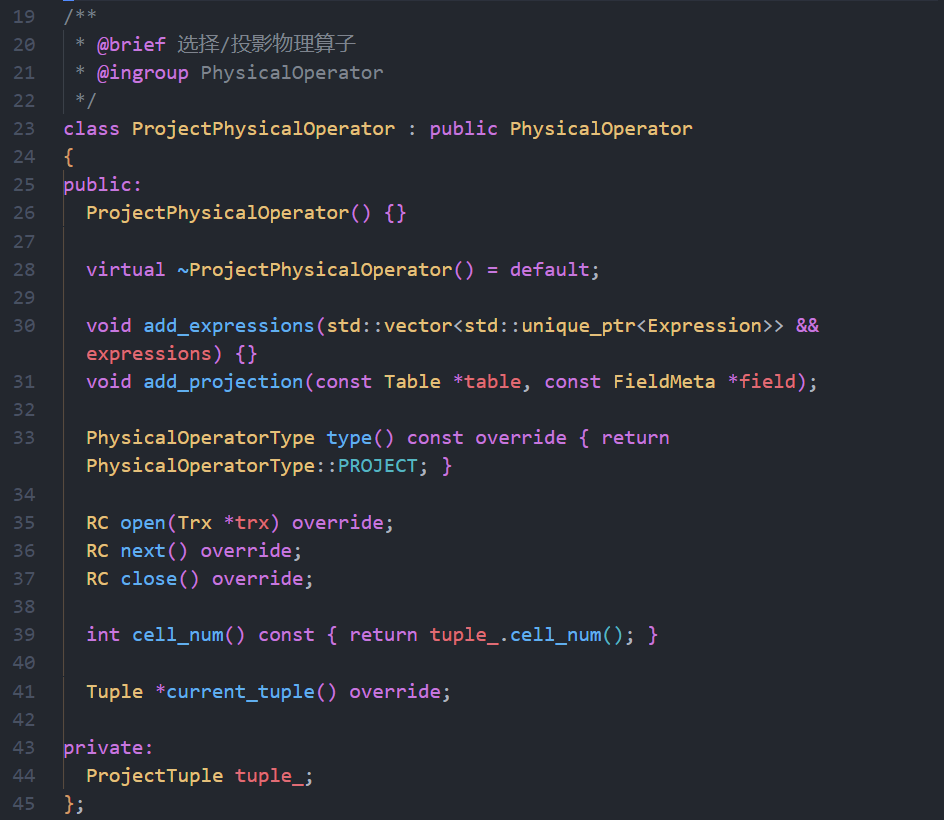 19 /**
20  * @brief 选择/投影物理算子
21  * @ingroup PhysicalOperator
22  */
23 class ProjectPhysicalOperator : public PhysicalOperator
24 {
25 public:
26   ProjectPhysicalOperator() {}
27
28   virtual ~ProjectPhysicalOperator() = default;
29
30   void add_expressions(std::vector<std::unique_ptr<Expression>> &&
  expressions) {}
31   void add_projection(const Table *table, const FieldMeta *field);
32
33   PhysicalOperatorType type() const override { return
  PhysicalOperatorType::PROJECT; }
34
35   RC open(Trx *trx) override;
36   RC next() override;
37   RC close() override;
38
39   int cell_num() const { return tuple_.cell_num(); }
40
41   Tuple *current_tuple() override;
42
43 private:
44   ProjectTuple tuple_;
45 };